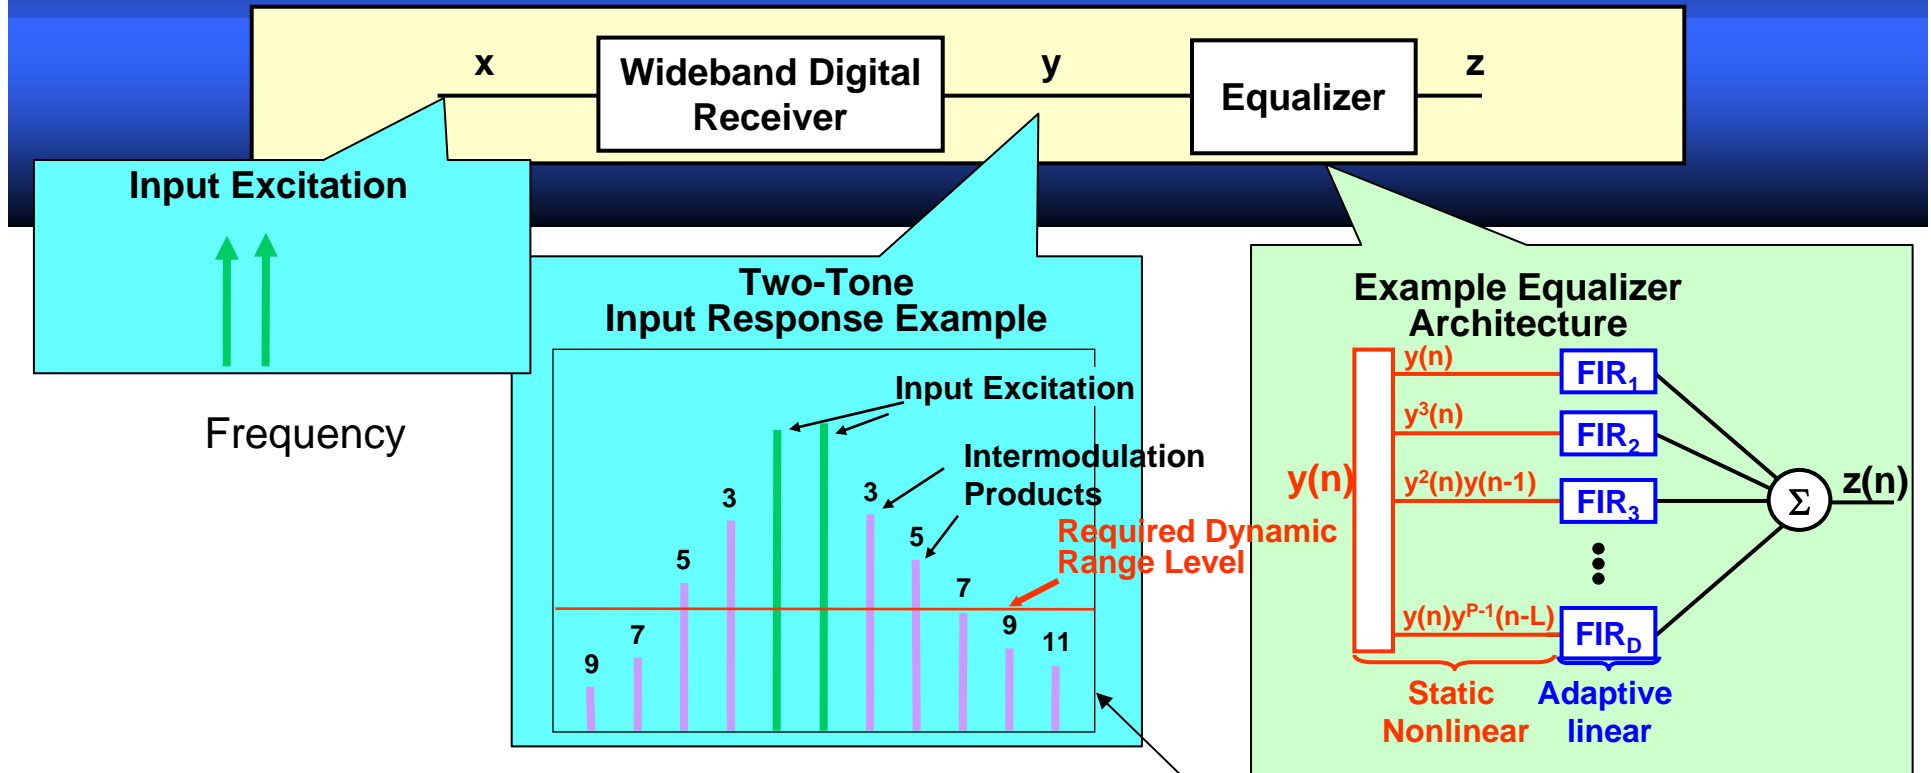 x
Wideband Digital
Receiver
y
Equalizer
z
Input Excitation
Frequency
Two-Tone
Input Response Example
Input Excitation
Intermodulation
Products
Required Dynamic
Range Level
9
7
5
3
3
5
7
9
11
Example Equalizer
Architecture
y(n)
y(n)
FIR1
y³(n)
FIR2
y²(n)y(n-1)
FIR3
y(n)yᴾ⁻¹(n-L)
FIRD
Σ
z(n)
Static
Nonlinear
Adaptive
linear